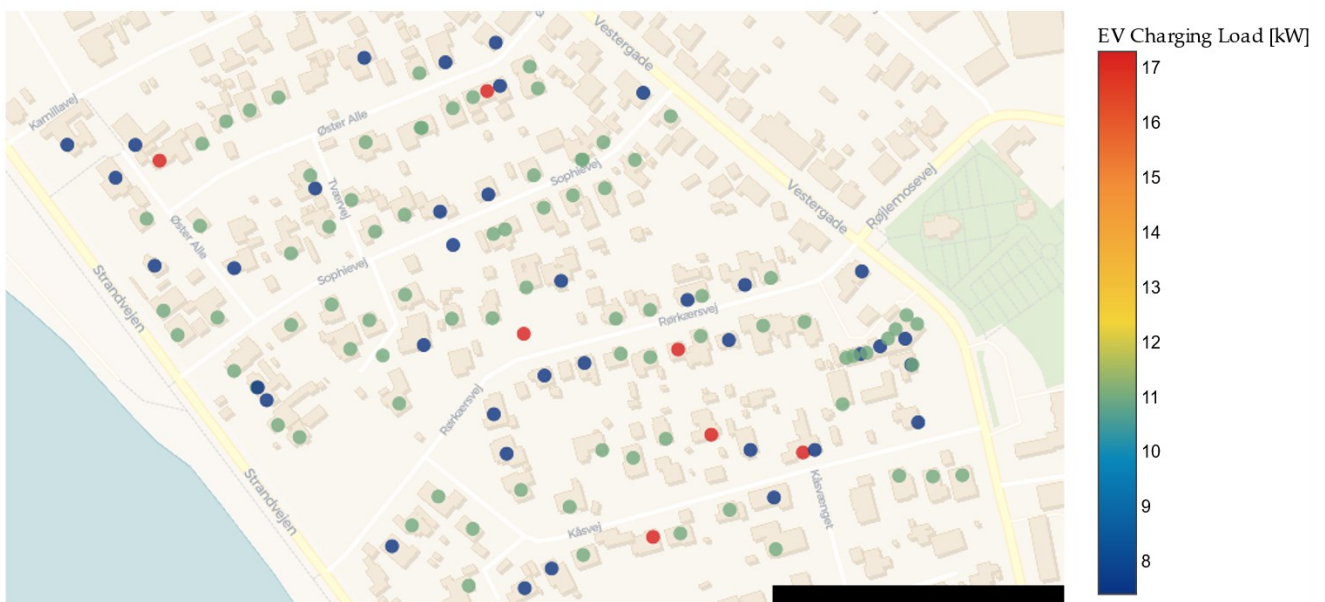 EV Charging Load [kW]
17
16
15
14
13
12
11
10
9
8
Vestergade
Kamillavej
Øster Alle
Sophievej
Tværvej
Vestergade
Røjlemosevej
Øster Alle
Sophievej
Strandvejen
Rørkærsvej
Rørkærsvej
Strandvejen
Kåsvænget
Kåsvej